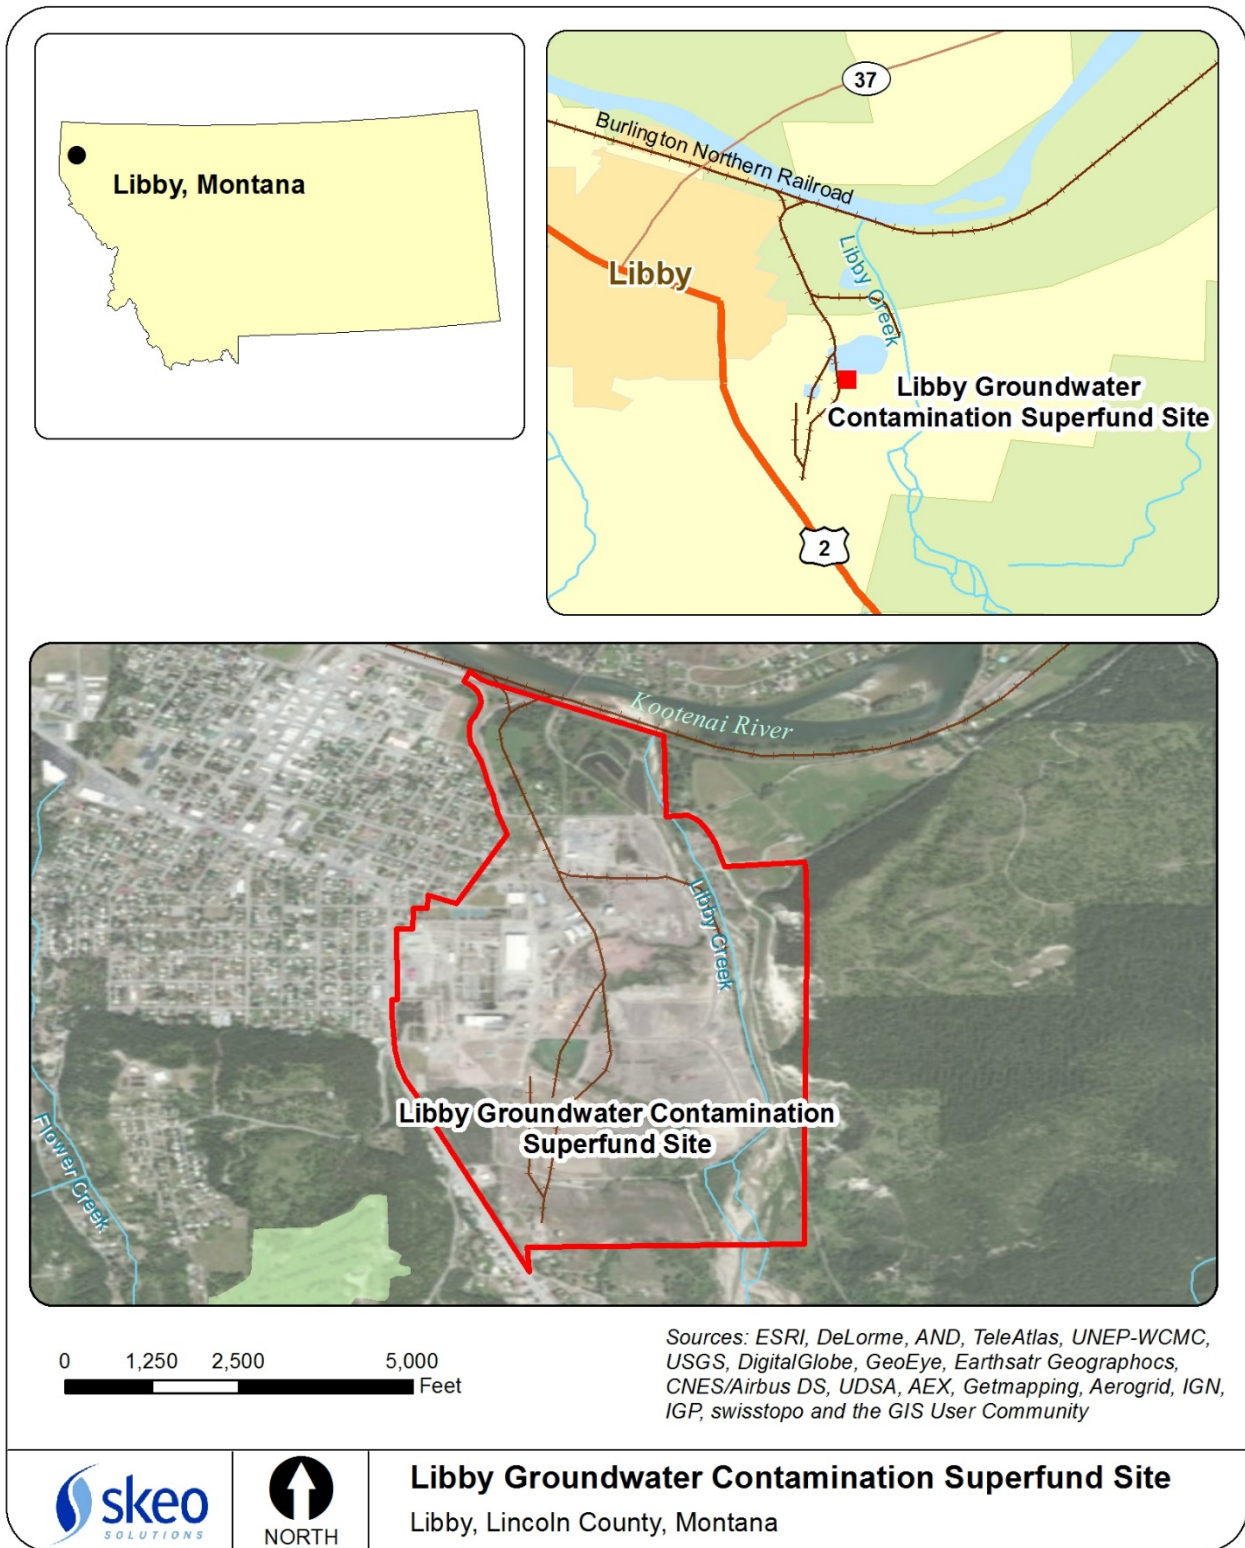 Libby, Montana
37
Burlington Northern Railroad
Libby
Libby Creek
Libby Groundwater
Contamination Superfund Site
2
Kootenai River
Libby Creek
Libby Groundwater Contamination
Superfund Site
Flower Creek
0 1,250 2,500 5,000
Feet
Sources: ESRI, DeLorme, AND, TeleAtlas, UNEP-WCMC,
USGS, DigitalGlobe, GeoEye, Earthsatr Geographocs,
CNES/Airbus DS, UDSA, AEX, Getmapping, Aerogrid, IGN,
IGP, swisstopo and the GIS User Community
skeo
SOLUTIONS
NORTH
Libby Groundwater Contamination Superfund Site
Libby, Lincoln County, Montana